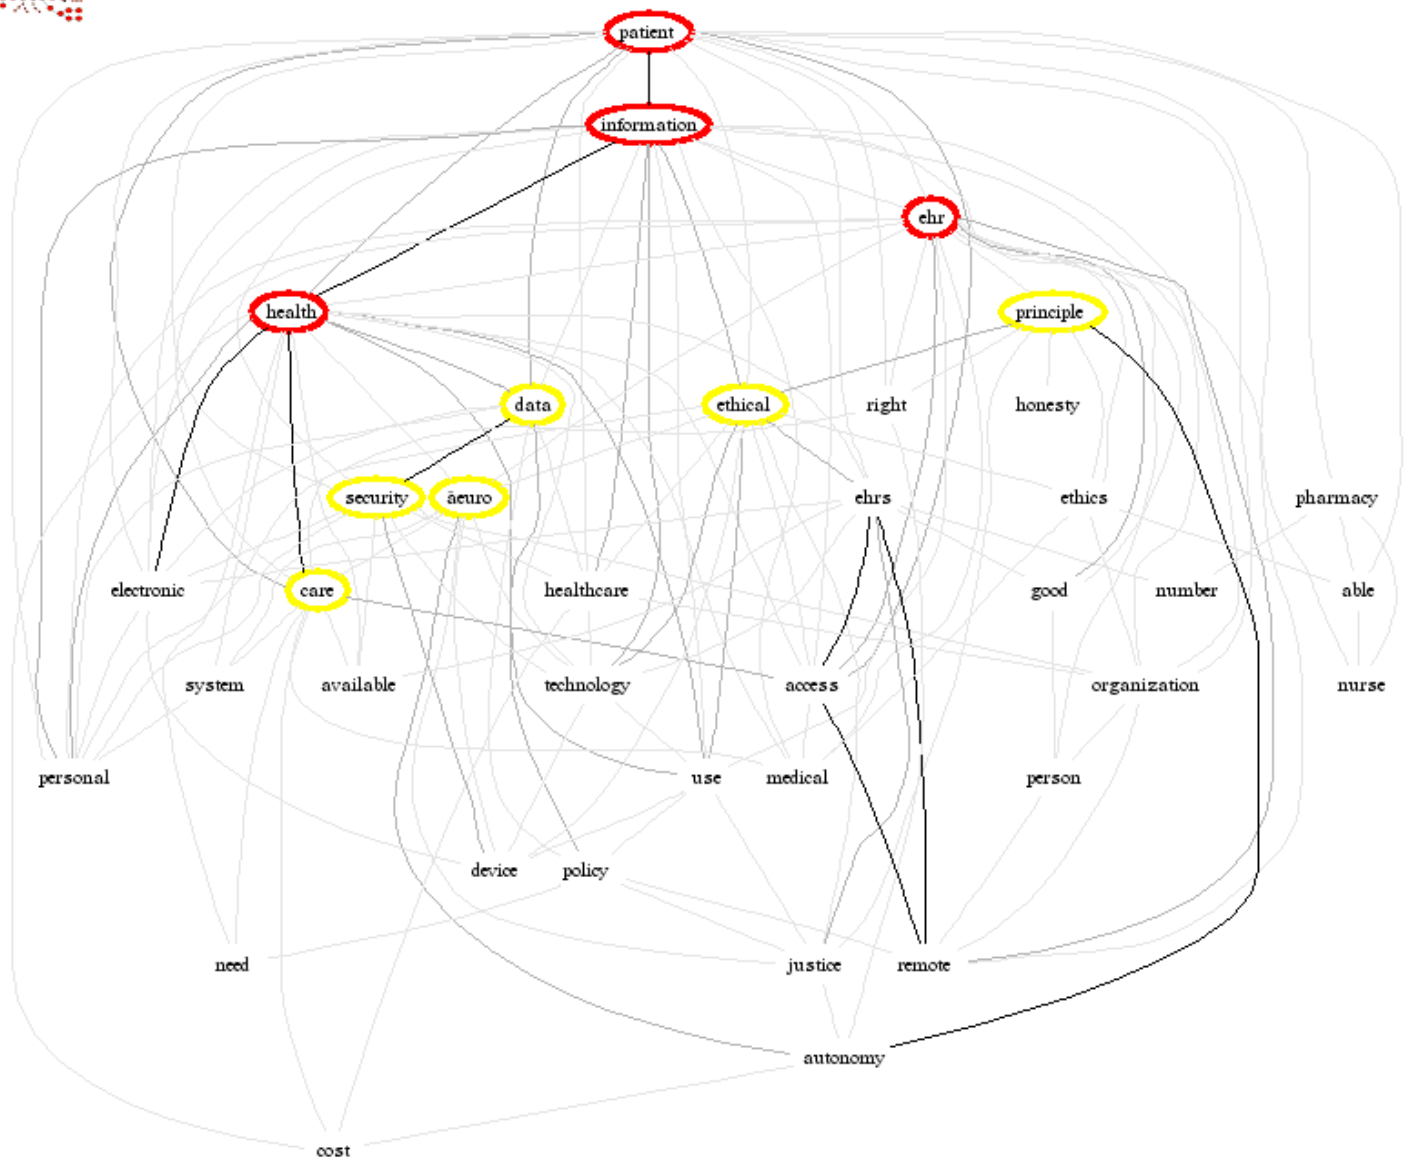 patient
information
ehr
health
principle
data
ethical
right
honesty
security
äeuro
ehrs
ethics
pharmacy
electronic
care
healthcare
good
number
able
system
available
technology
access
organization
nurse
personal
use
medical
person
device
policy
need
justice
remote
autonomy
cost